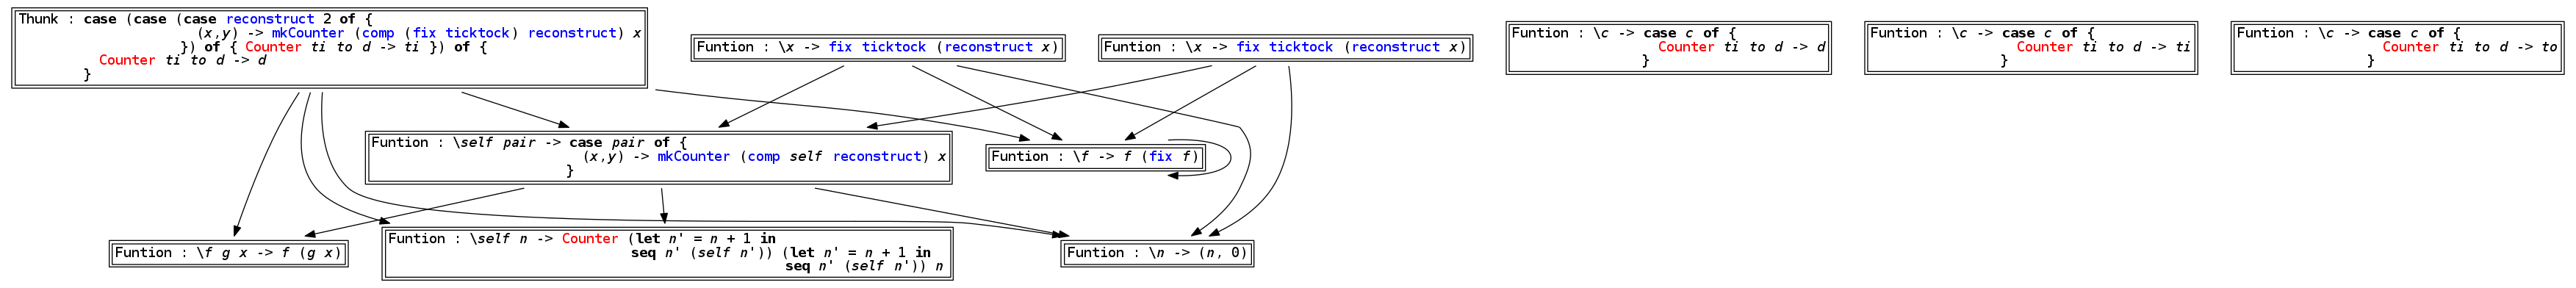 Thunk : case (case (case reconstruct 2 of {
(x,y) -> mkCounter (comp (fix ticktock) reconstruct) x
}) of { Counter ti to d -> ti }) of {
Counter ti to d -> d
}
Funtion : \x -> fix ticktock (reconstruct x)
Funtion : \x -> fix ticktock (reconstruct x)
Funtion : \c -> case c of {
Counter ti to d -> d
}
Funtion : \c -> case c of {
Counter ti to d -> ti
}
Funtion : \c -> case c of {
Counter ti to d -> to
}
Funtion : \self pair -> case pair of {
(x,y) -> mkCounter (comp self reconstruct) x
}
Funtion : \f -> f (fix f)
Funtion : \f g x -> f (g x)
Funtion : \self n -> Counter (let n' = n + 1 in
seq n' (self n')) (let n' = n + 1 in
seq n' (self n')) n
Funtion : \n -> (n, 0)